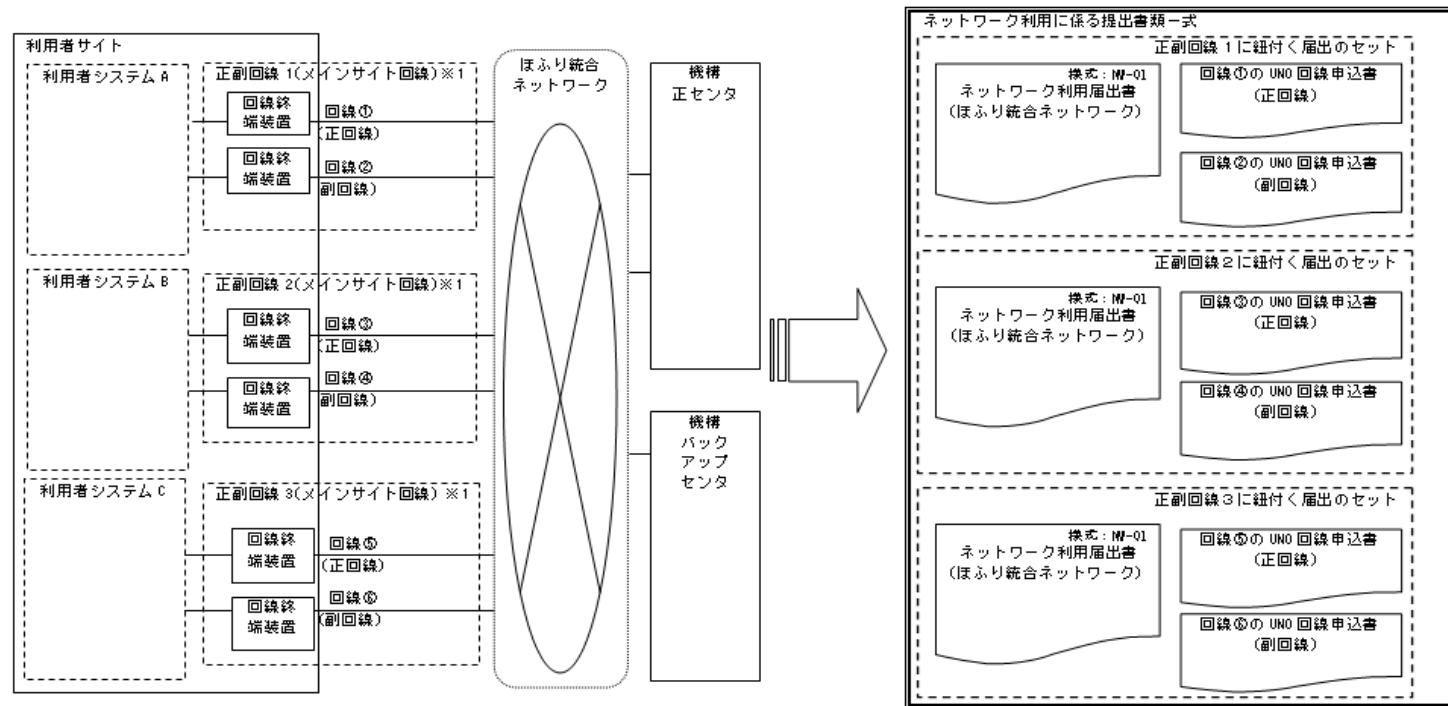 利用者サイト
利用者システムA
正副回線 1(メインサイト回線)※1
回線終
端装置
回線①
(正回線)
回線終
端装置
回線②
(副回線)
利用者システムB
正副回線 2(メインサイト回線)※1
回線終
端装置
回線③
(正回線)
回線終
端装置
回線④
(副回線)
利用者システムC
正副回線 3(メインサイト回線)※1
回線終
端装置
回線⑤
(正回線)
回線終
端装置
回線⑥
(副回線)
ほふり統合
ネットワーク
機構
正センタ
機構
バック
アップ
センタ
ネットワーク利用に係る提出書類一式
正副回線1に紐付く届出のセット
様式:NW-01
ネットワーク利用届出書
(ほふり統合ネットワーク)
回線①の UNO 回線申込書
(正回線)
回線②の UNO 回線申込書
(副回線)
正副回線2に紐付く届出のセット
様式:NW-01
ネットワーク利用届出書
(ほふり統合ネットワーク)
回線③の UNO 回線申込書
(正回線)
回線④の UNO 回線申込書
(副回線)
正副回線3に紐付く届出のセット
様式:NW-01
ネットワーク利用届出書
(ほふり統合ネットワーク)
回線⑤の UNO 回線申込書
(正回線)
回線⑥の UNO 回線申込書
(副回線)